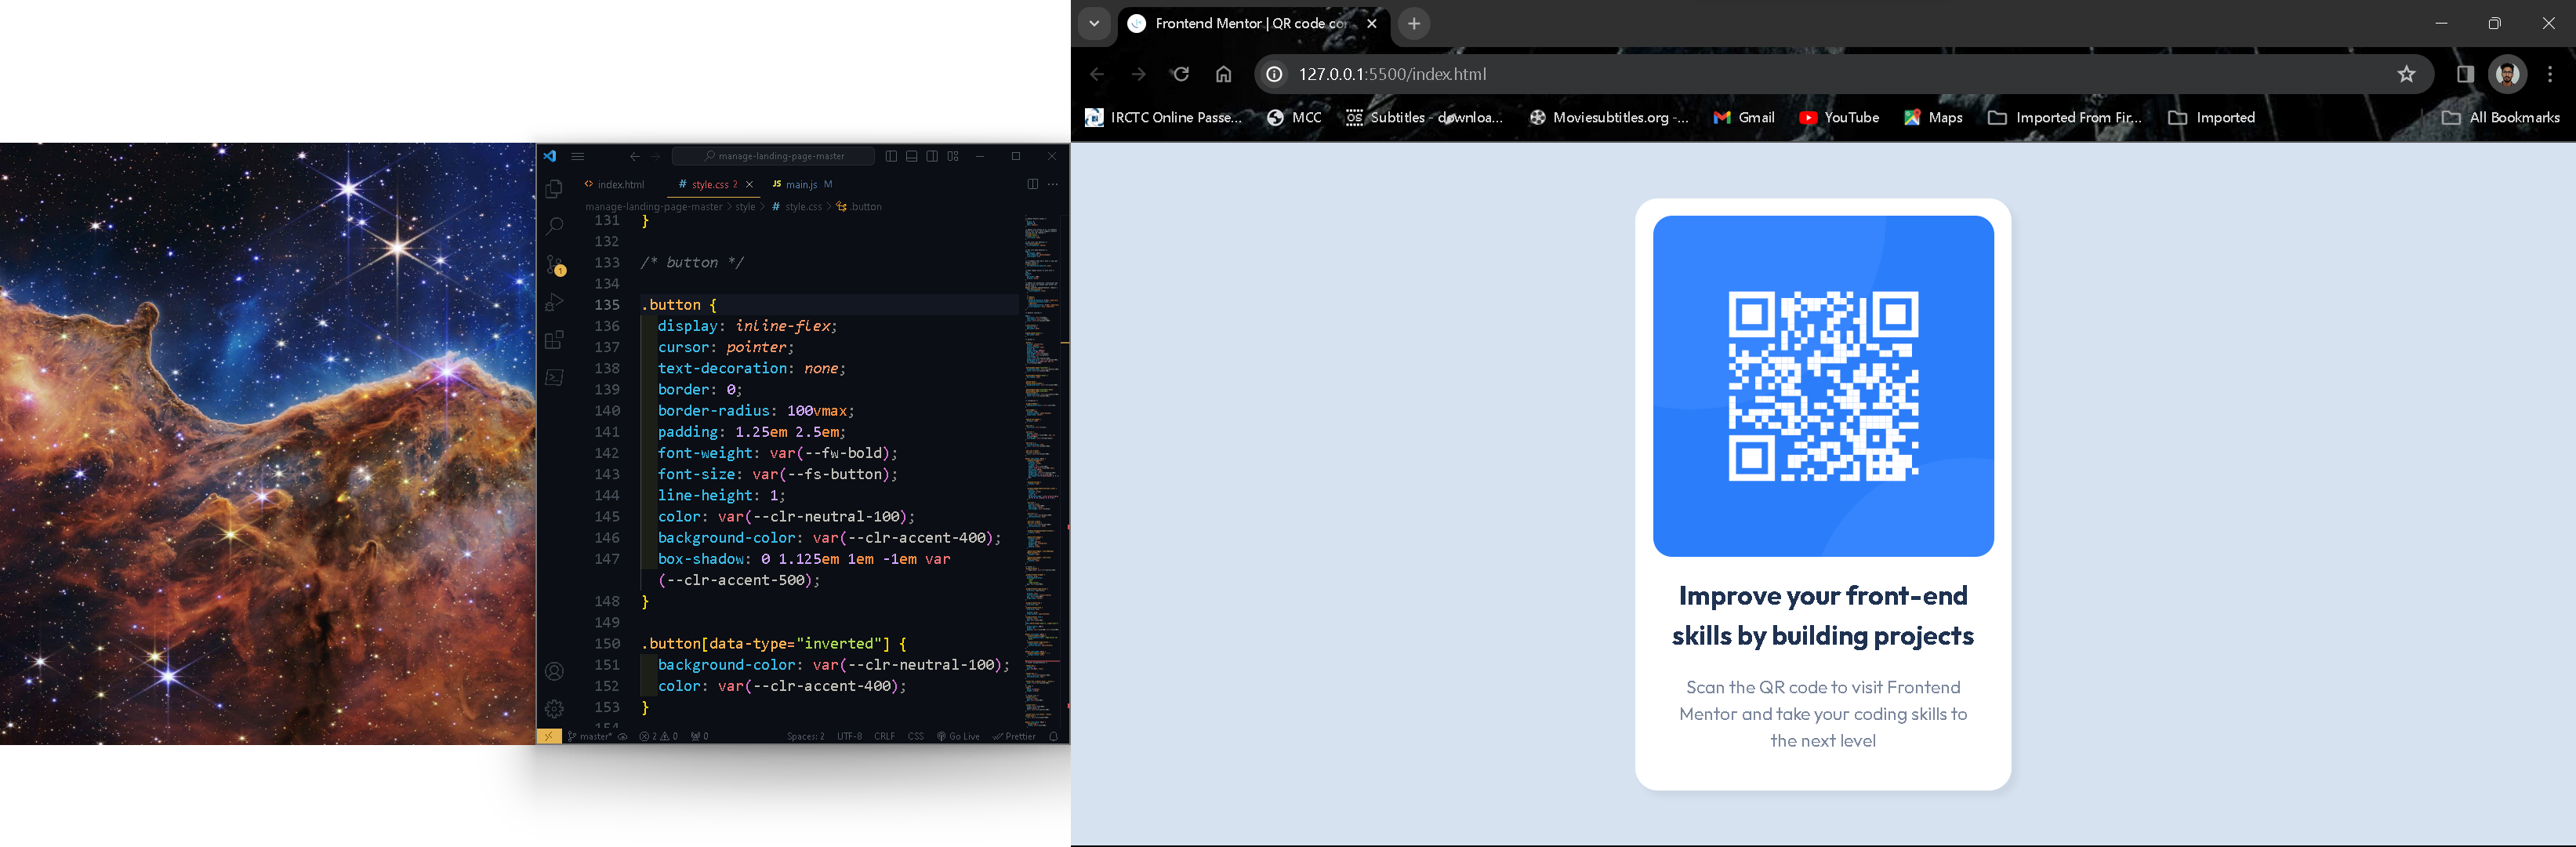 manage-landing-page-master
index.html
style.css 2
JS main.js M
manage-landing-page-master > style > # style.css > .button
131 }
132
133 /* button */
134
135 .button {
136 display: inline-flex;
137 cursor: pointer;
138 text-decoration: none;
139 border: 0;
140 border-radius: 100vmax;
141 padding: 1.25em 2.5em;
142 font-weight: var(--fw-bold);
143 font-size: var(--fs-button);
144 line-height: 1;
145 color: var(--clr-neutral-100);
146 background-color: var(--clr-accent-400);
147 box-shadow: 0 1.125em 1em -1em var
(--clr-accent-500);
148 }
149
150 .button[data-type="inverted"] {
151 background-color: var(--clr-neutral-100);
152 color: var(--clr-accent-400);
153 }
154
1
master* 2 0 0 Spaces: 2 UTF-8 CRLF CSS Go Live Prettier
Frontend Mentor | QR code co
127.0.0.1:5500/index.html
IRCTC Online Passe... MCC OS Subtitles - downloa... Moviesubtitles.org -... Gmail YouTube Maps Imported From Fir... Imported All Bookmarks
Improve your front-end
skills by building projects
Scan the QR code to visit Frontend
Mentor and take your coding skills to
the next level